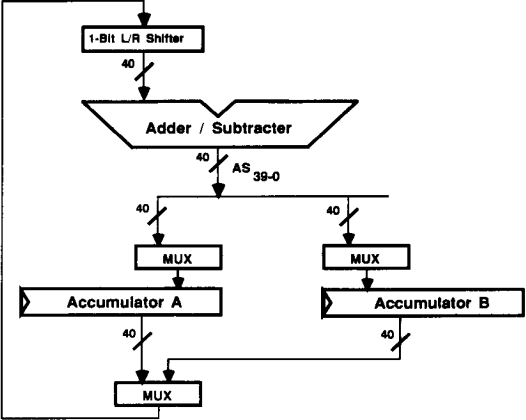 1-Bit L/R Shifter
40
Adder / Subtracter
40
AS 39-0
40
40
MUX
MUX
Accumulator A
Accumulator B
40
40
MUX